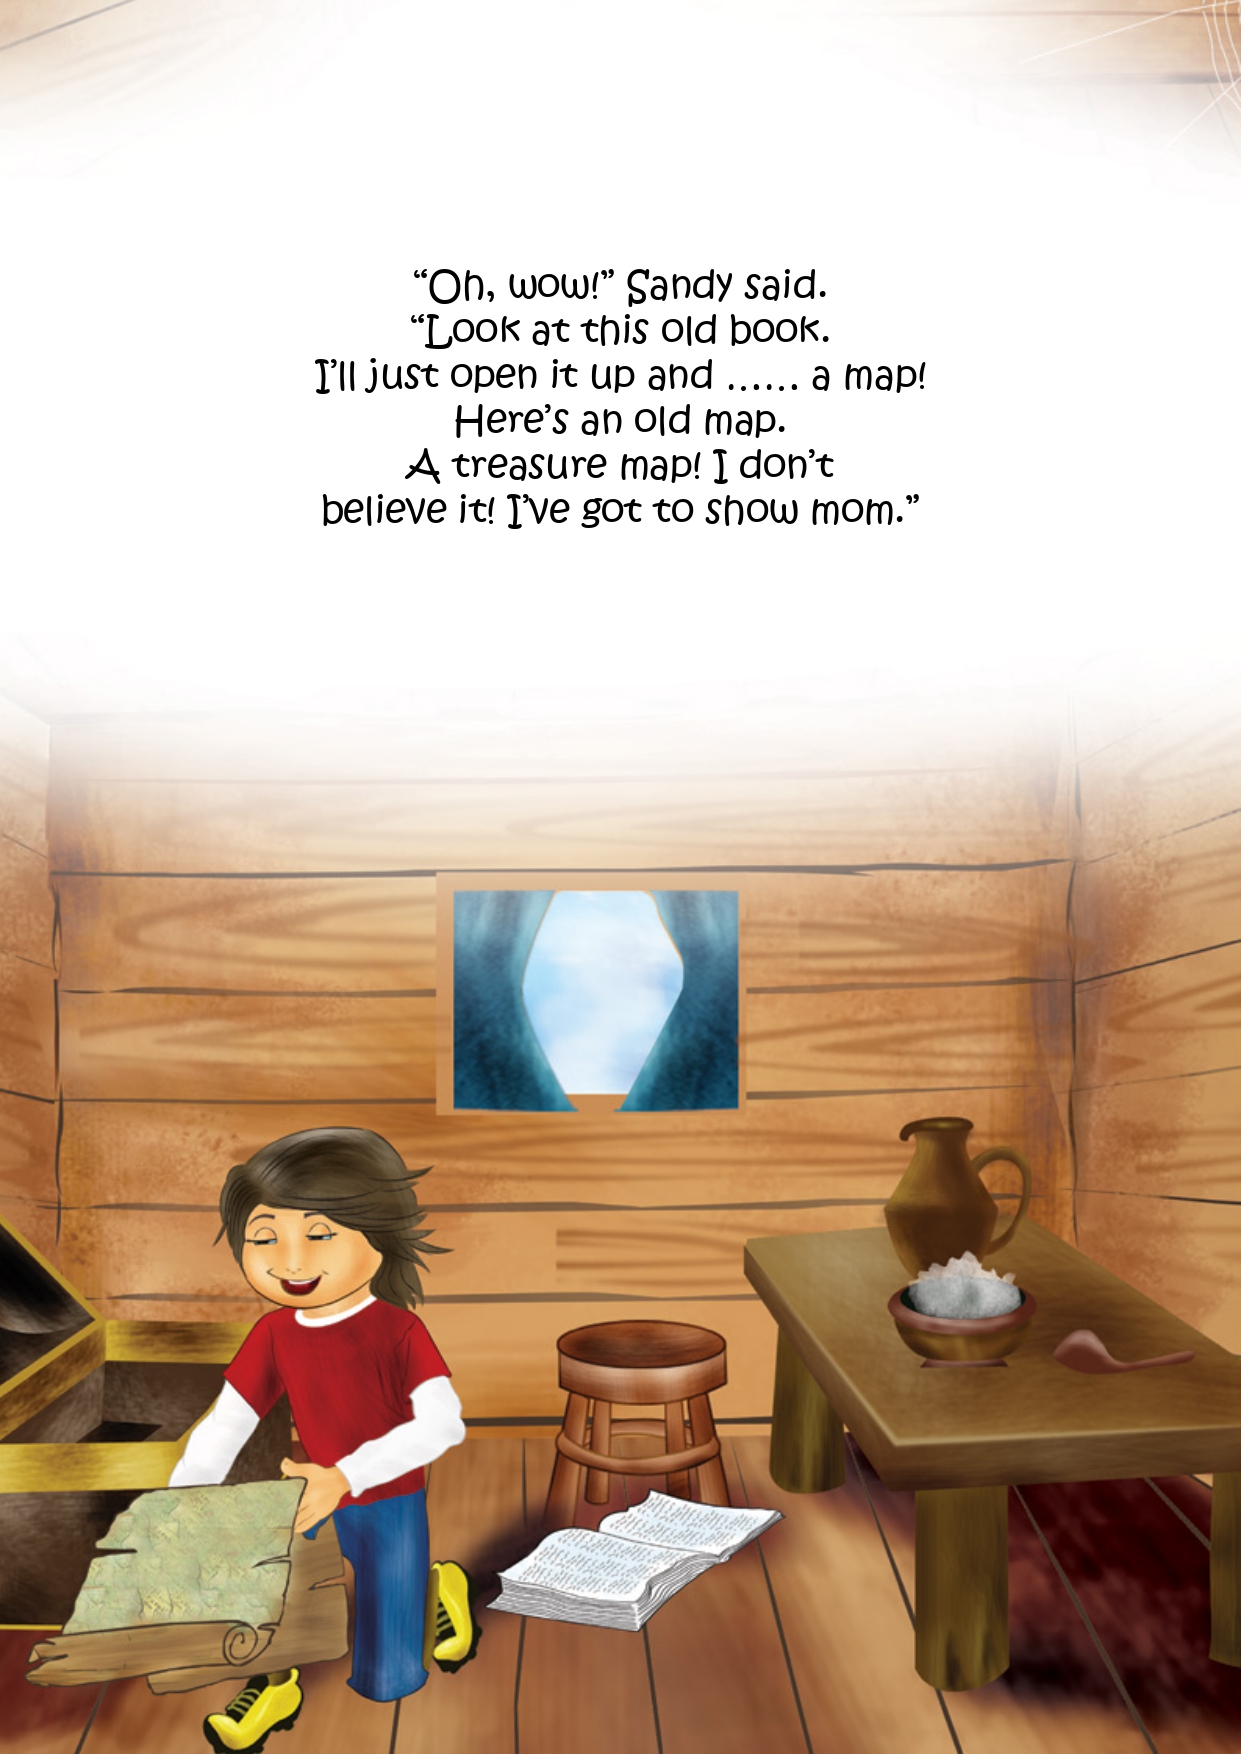 “Oh, wow!” Sandy said.
“Look at this old book.
I’ll just open it up and ...... a map!
Here’s an old map.
A treasure map! I don’t
believe it! I’ve got to show mom.”